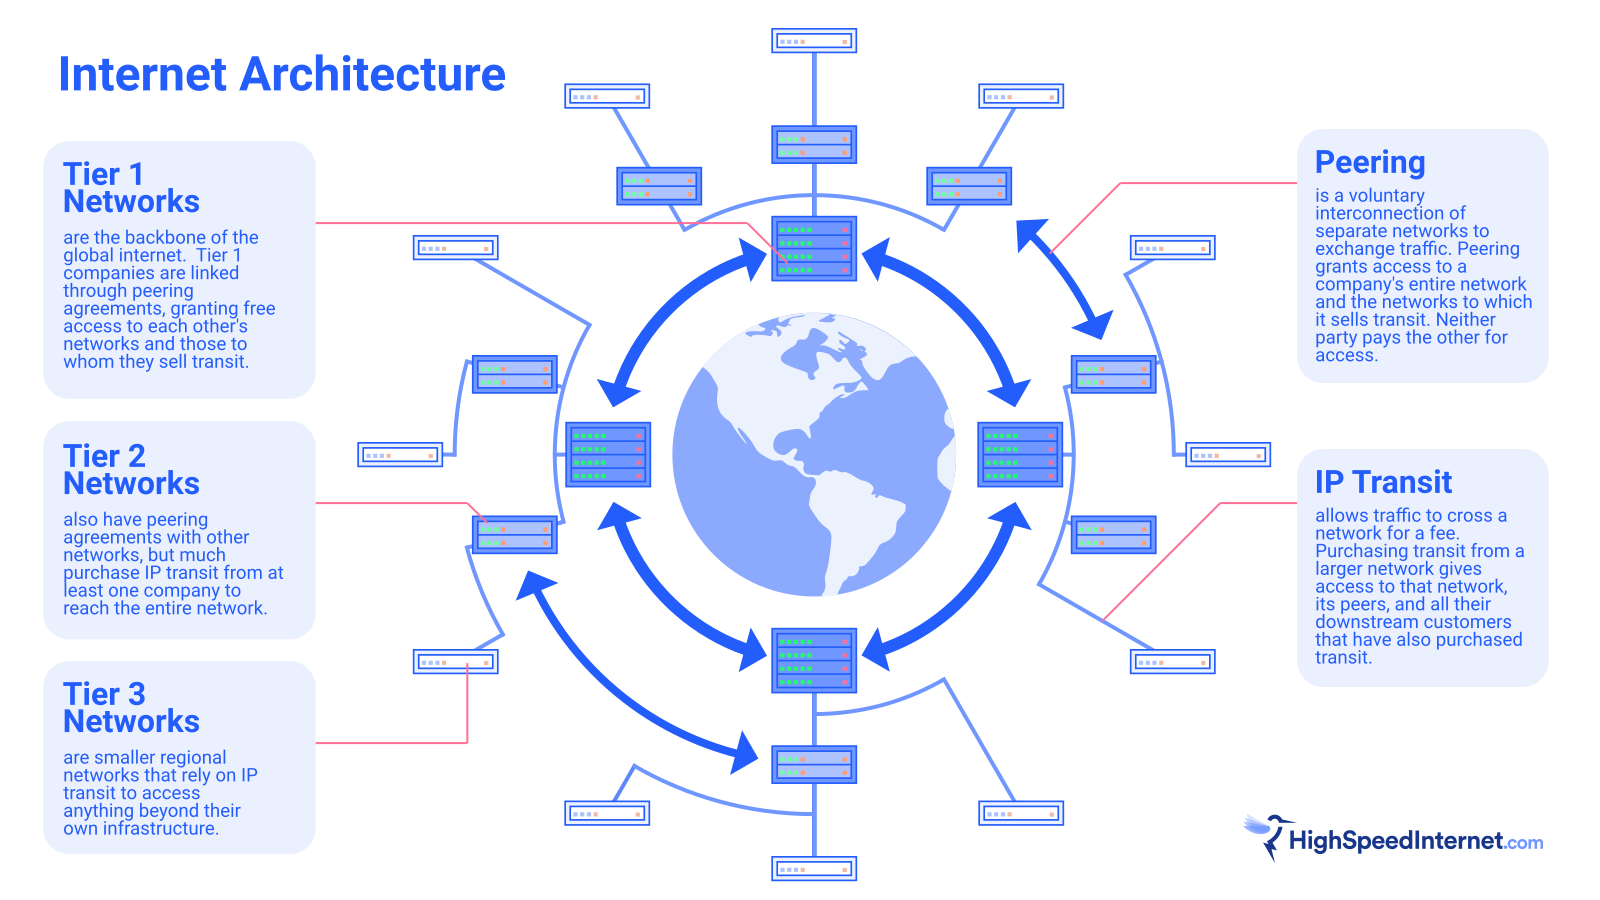 Internet Architecture
Tier 1
Networks
are the backbone of the
global internet.  Tier 1
companies are linked
through peering
agreements, granting free
access to each other's
networks and those to
whom they sell transit.
Tier 2
Networks
also have peering
agreements with other
networks, but much
purchase IP transit from at
least one company to
reach the entire network.
Tier 3
Networks
are smaller regional
networks that rely on IP
transit to access
anything beyond their
own infrastructure.
Peering
is a voluntary
interconnection of
separate networks to
exchange traffic. Peering
grants access to a
company's entire network
and the networks to which
it sells transit. Neither
party pays the other for
access.
IP Transit
allows traffic to cross a
network for a fee.
Purchasing transit from a
larger network gives
access to that network,
its peers, and all their
downstream customers
that have also purchased
transit.
HighSpeedInternet.com